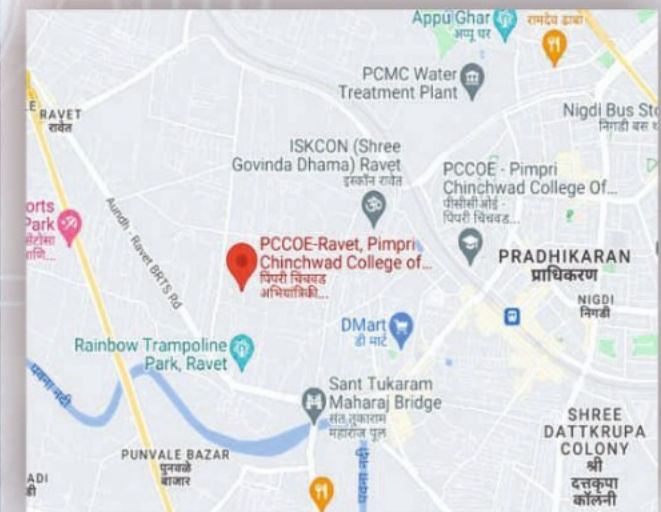 Appu Ghar
अप्पू घर
रामदेव ढाबा
PCMC Water
Treatment Plant
RAVET
रावेत
Nigdi Bus Sto
निगडी बस
ISKCON (Shree
Govinda Dhama) Ravet
इस्कॉन रावेत
PCCOE - Pimpri
Chinchwad College Of...
पीसीसीओई -
पिंपरी चिंचवड...
orts
Park
Aundh - Ravet BRTS Rd
PCCOE-Ravet, Pimpri
Chinchwad College of...
पिंपरी चिंचवड
अभियांत्रिकी...
PRADHIKARAN
प्राधिकरण
NIGDI
निगडी
DMart
डी मार्ट
Rainbow Trampoline
Park, Ravet
पवना नदी
Sant Tukaram
Maharaj Bridge
संत तुकाराम
महाराज पूल
SHREE
DATTKRUPA
COLONY
श्री
दत्तकृपा
कॉलनी
PUNVALE BAZAR
पुनवळे
बाजार
पवना नदी
ADI